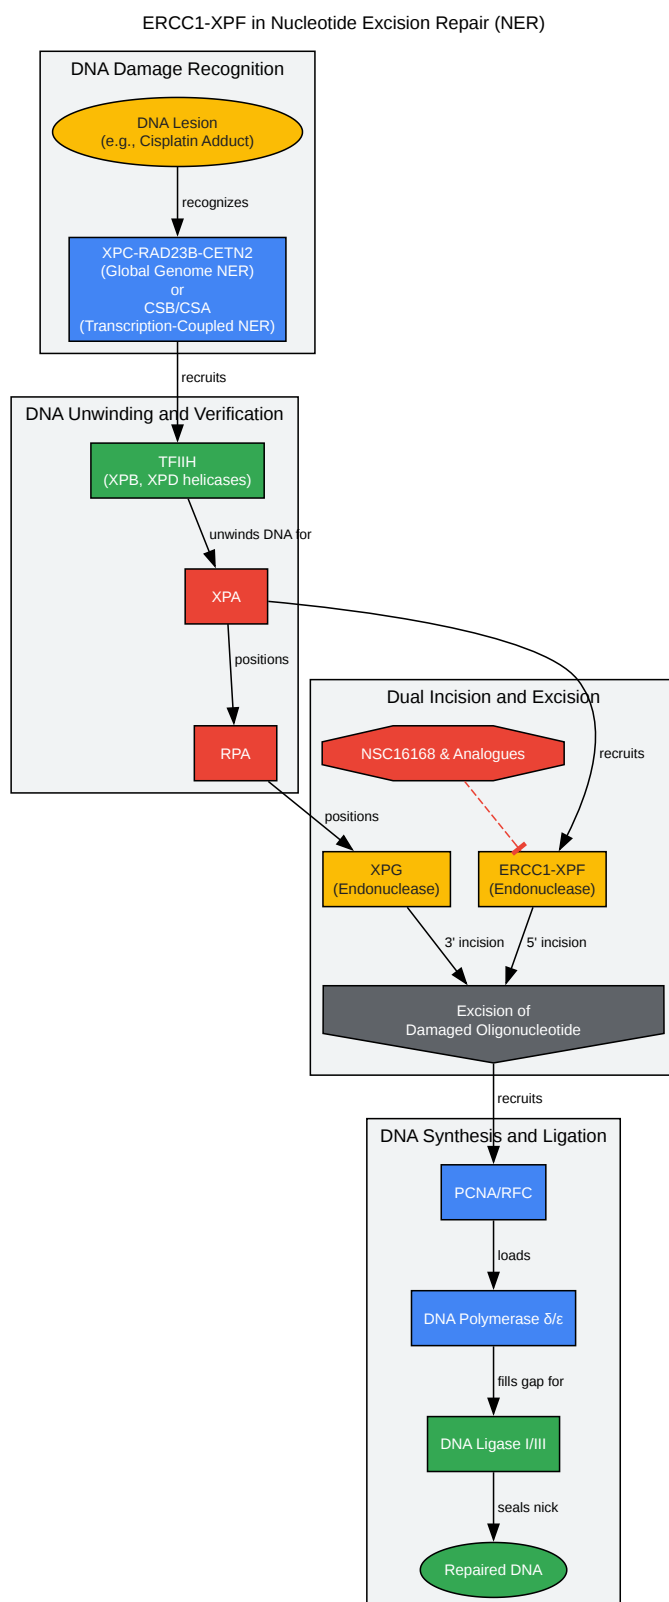 ERCC1-XPF in Nucleotide Excision Repair (NER)
DNA Damage Recognition
DNA Lesion
(e.g., Cisplatin Adduct)
recognizes
XPC-RAD23B-CETN2
(Global Genome NER)
or
CSB/CSA
(Transcription-Coupled NER)
recruits
DNA Unwinding and Verification
TFIIH
(XPB, XPD helicases)
unwinds DNA for
XPA
positions
RPA
Dual Incision and Excision
NSC16168 & Analogues
recruits
positions
XPG
(Endonuclease)
ERCC1-XPF
(Endonuclease)
3' incision
5' incision
Excision of
Damaged Oligonucleotide
recruits
DNA Synthesis and Ligation
PCNA/RFC
loads
DNA Polymerase δ/ε
fills gap for
DNA Ligase I/III
seals nick
Repaired DNA